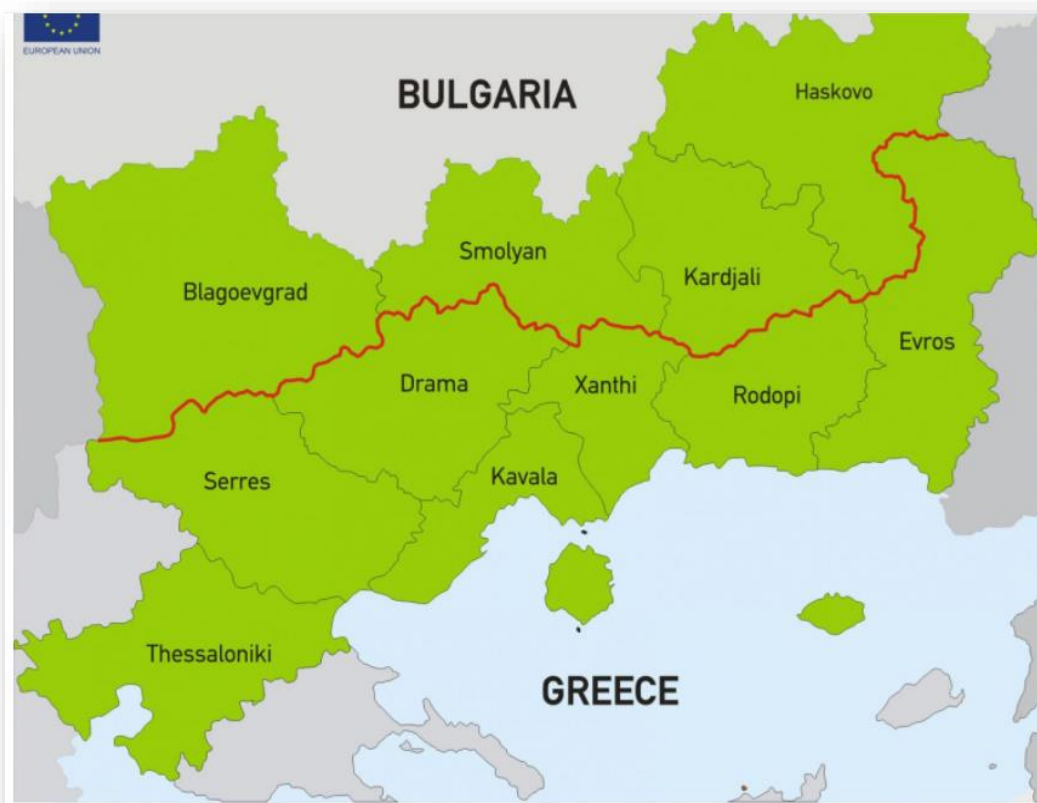 EUROPEAN UNION
BULGARIA
Haskovo
Smolyan
Kardjali
Blagoevgrad
Evros
Drama
Xanthi
Rodopi
Serres
Kavala
Thessaloniki
GREECE